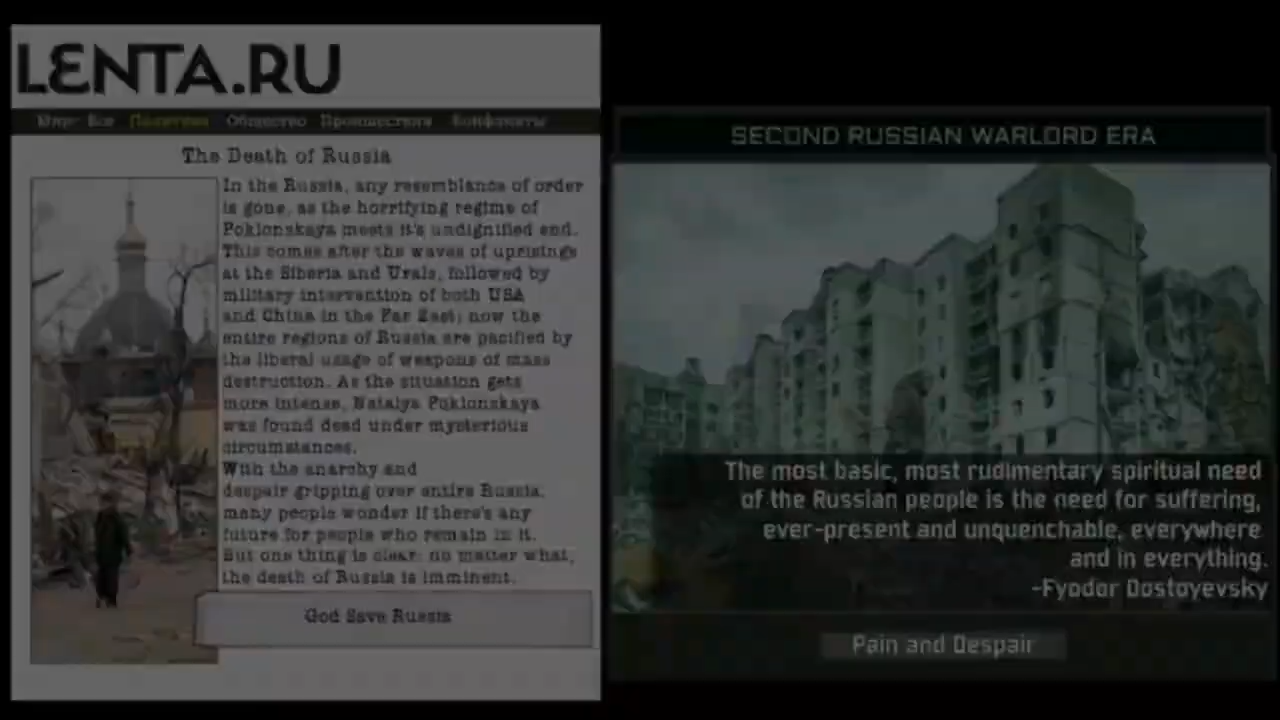 LENTA.RU
Мир Все Политика Общество Происшествия Конфликты
The Death of Russia
In the Russia, any resemblance of order
is gone, as the horrifying regime of
Poklonskaya meets it's undignified end.
This comes after the waves of uprisings
at the Siberia and Urals, followed by
military intervention of both USA
and China in the Far East; now the
entire regions of Russia are pacified by
the liberal usage of weapons of mass
destruction. As the situation gets
more intense, Natalya Poklonskaya
was found dead under mysterious
circumstances.
With the anarchy and
despair gripping over entire Russia,
many people wonder if there's any
future for people who remain in it.
But one thing is clear: no matter what,
the death of Russia is imminent.
God Save Russia
SECOND RUSSIAN WARLORD ERA
The most basic, most rudimentary spiritual need
of the Russian people is the need for suffering,
ever-present and unquenchable, everywhere
and in everything.
-Fyodor Dostoyevsky
Pain and Despair